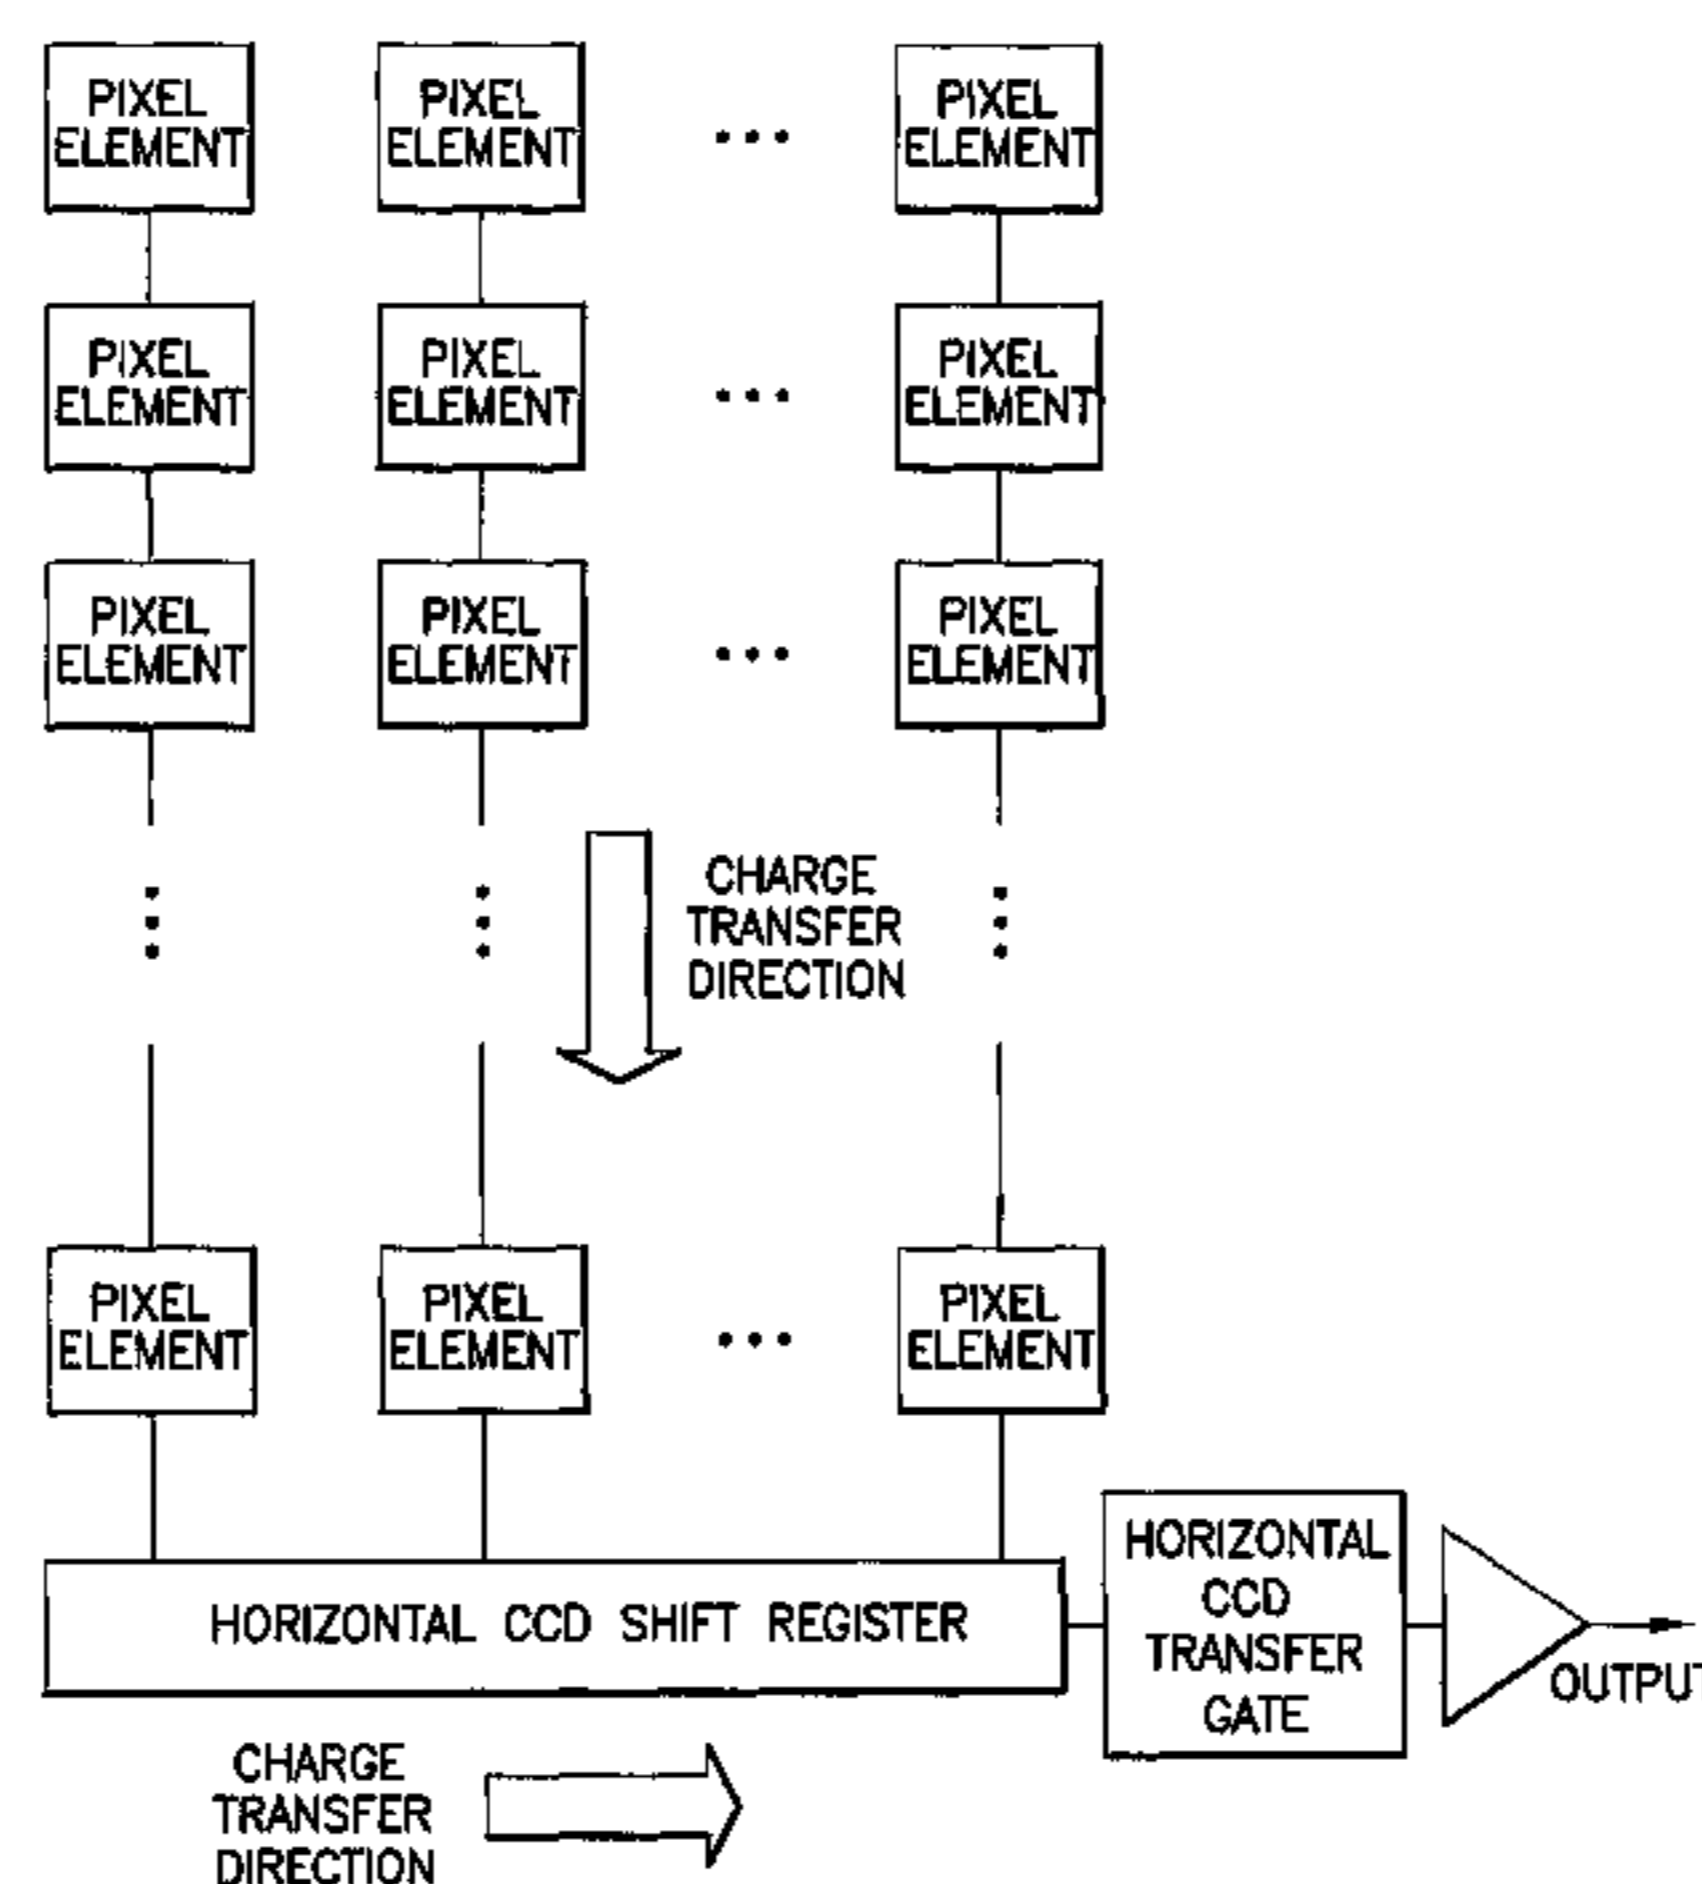 PIXEL
ELEMENT
PIXEL
ELEMENT
PIXEL
ELEMENT
PIXEL
ELEMENT
PIXEL
ELEMENT
PIXEL
ELEMENT
PIXEL
ELEMENT
PIXEL
ELEMENT
PIXEL
ELEMENT
CHARGE
TRANSFER
DIRECTION
PIXEL
ELEMENT
PIXEL
ELEMENT
PIXEL
ELEMENT
HORIZONTAL CCD SHIFT REGISTER
HORIZONTAL
CCD
TRANSFER
GATE
OUTPUT
CHARGE
TRANSFER
DIRECTION